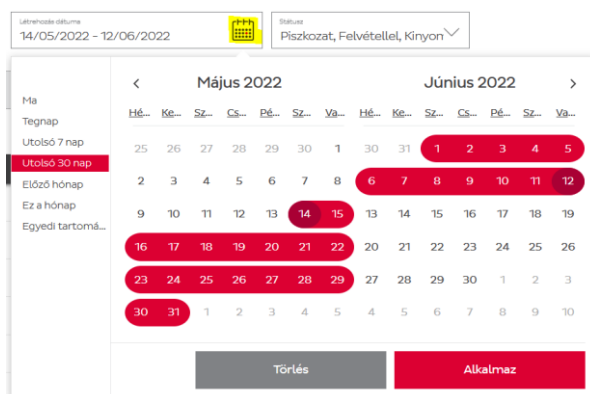 Létrehozás dátuma
14/05/2022 - 12/06/2022
Státusz
Piszkozat, Felvétellel, Kinyom
Ma
Tegnap
Utolsó 7 nap
Utolsó 30 nap
Előző hónap
Ez a hónap
Egyedi tartomá...
Május 2022
Hé... Ke... Sz... Cs... Pé... Sz... Va...
25 26 27 28 29 30 1
2 3 4 5 6 7 8
9 10 11 12 13 14 15
16 17 18 19 20 21 22
23 24 25 26 27 28 29
30 31 1 2 3 4 5
Június 2022
Hé... Ke... Sz... Cs... Pé... Sz... Va...
30 31 1 2 3 4 5
6 7 8 9 10 11 12
13 14 15 16 17 18 19
20 21 22 23 24 25 26
27 28 29 30 1 2 3
4 5 6 7 8 9 10
Törlés
Alkalmaz